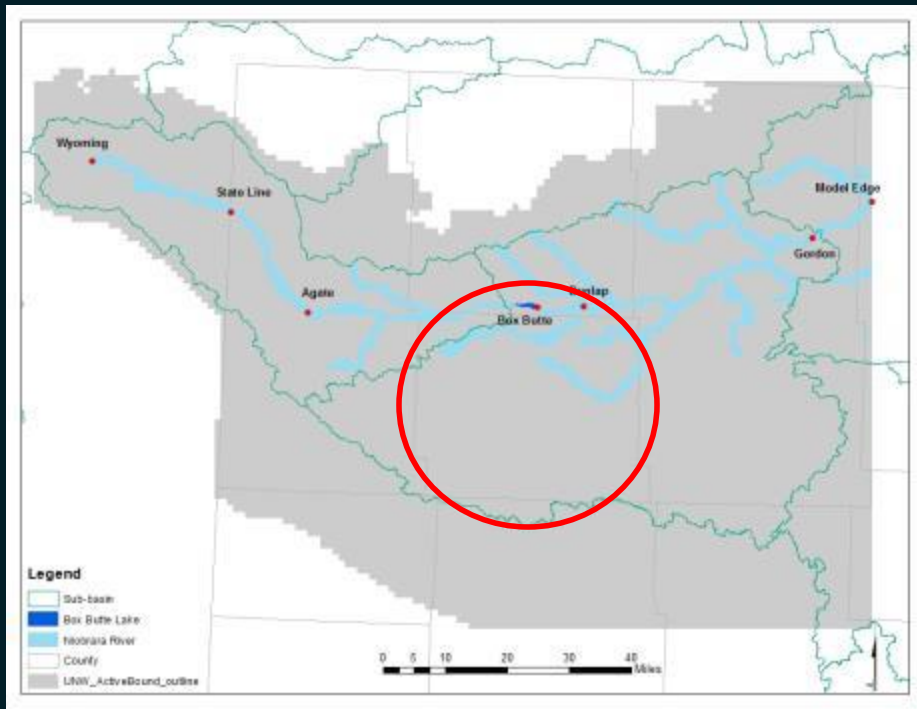 Wyoming
State Line
Model Edge
Gordon
Agate
Dunlap
Box Butte
Legend
Sub-basin
Box Butte Lake
Niobrara River
County
UNW_ActiveBound_outline
0 5 10 20 30 40
Miles